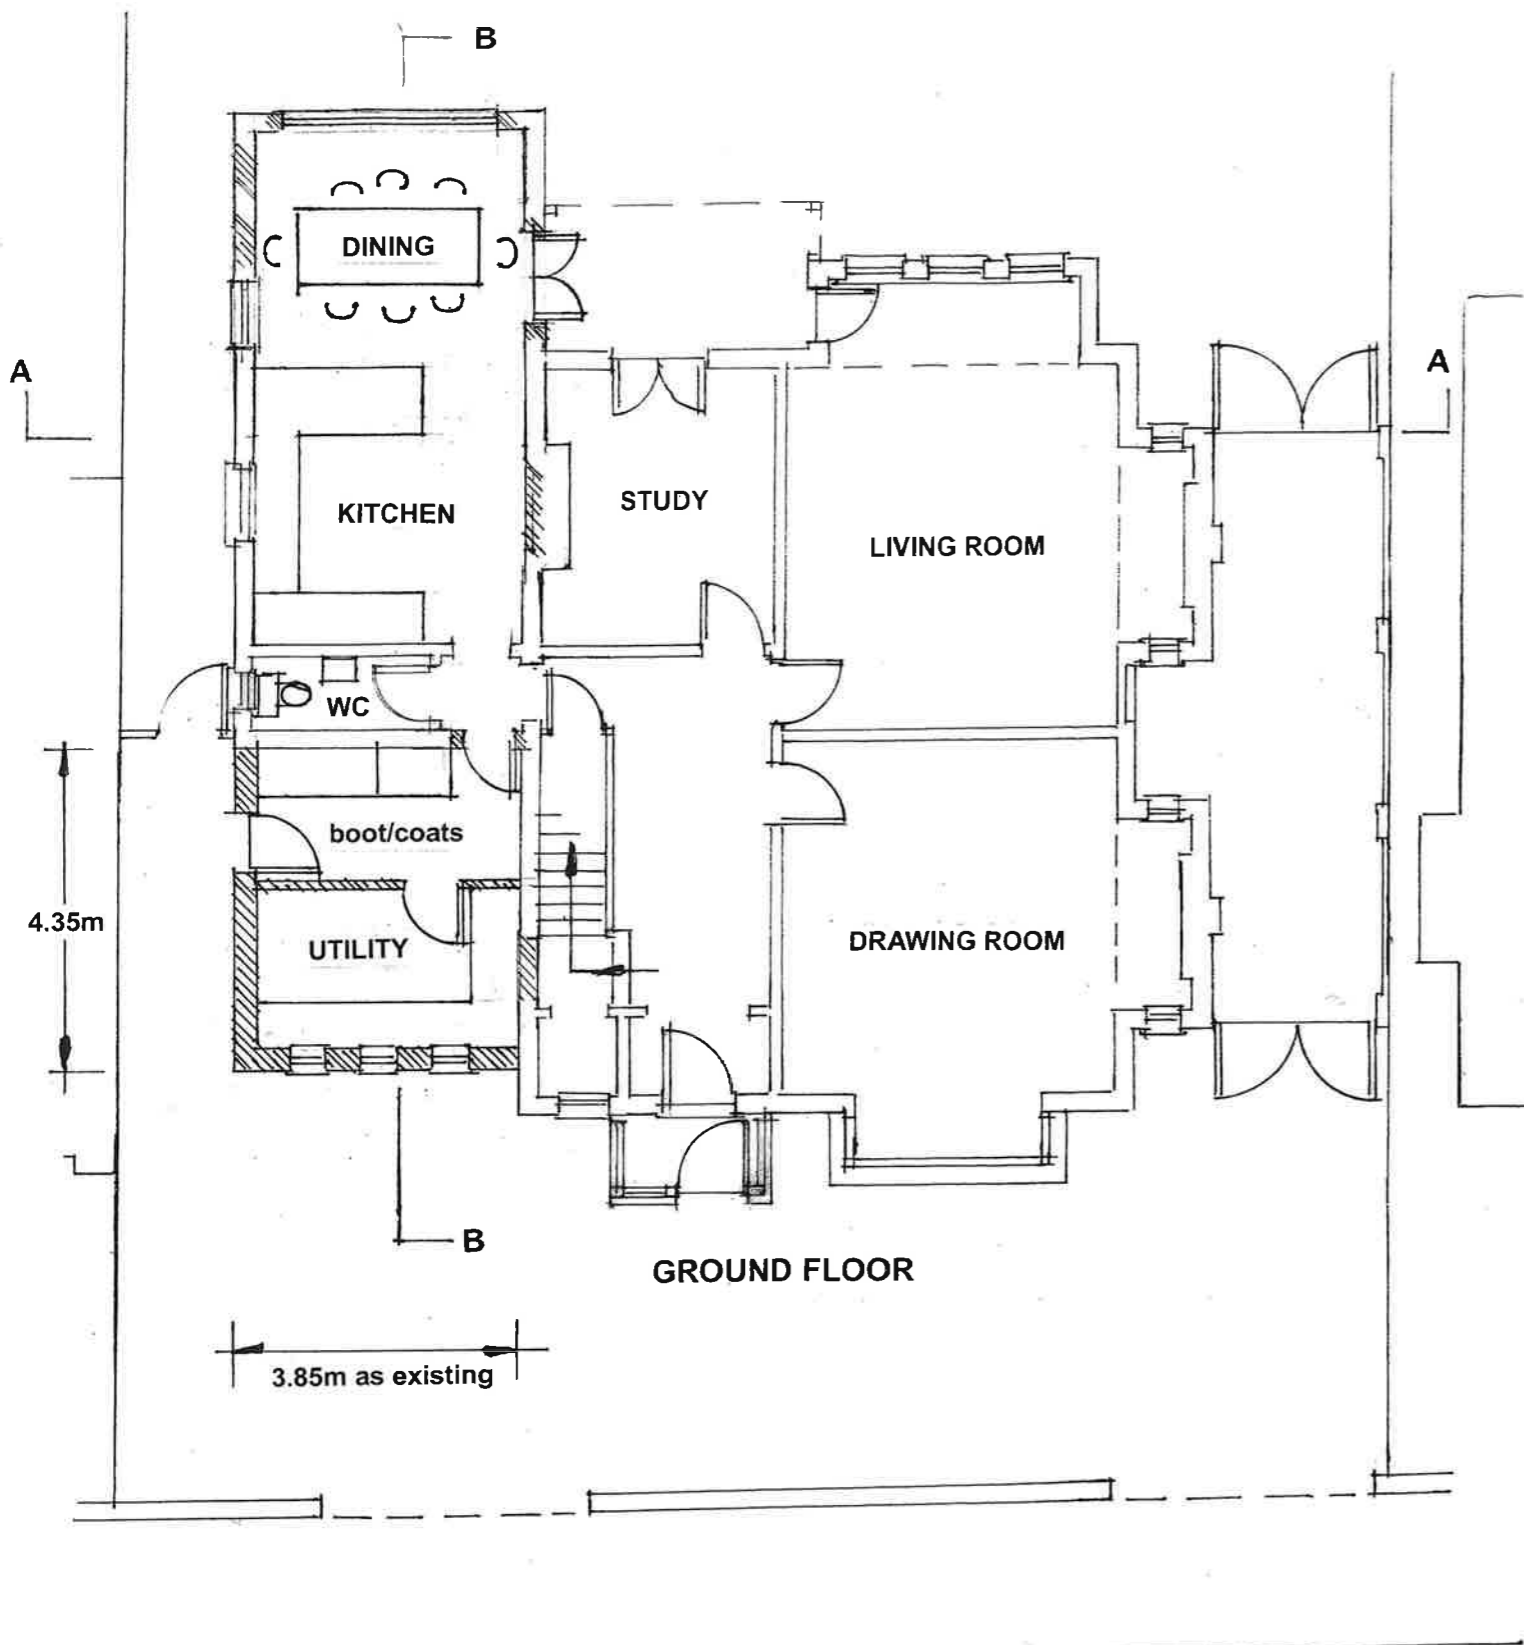 B
DINING
A
A
KITCHEN
STUDY
LIVING ROOM
WC
boot/coats
4.35m
UTILITY
DRAWING ROOM
B
GROUND FLOOR
3.85m as existing